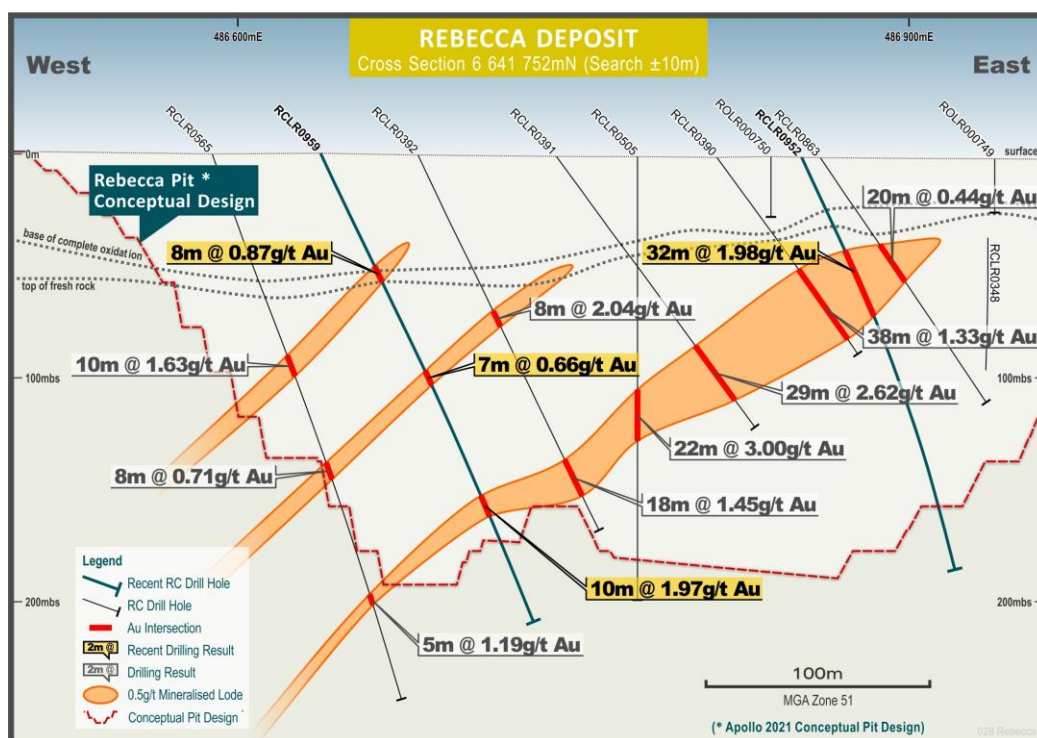 486 600mE
REBECCA DEPOSIT
Cross Section 6 641 752mN (Search ±10m)
486 900mE
West
East
RCLR0565
RCLR0959
RCLR0392
RCLR0391
RCLR0505
RCLR0390
ROLR000750
RCLR0952
RCLR0863
ROLR000749
0m
surface
Rebecca Pit *
Conceptual Design
base of complete oxidation
top of fresh rock
20m @ 0.44g/t Au
8m @ 0.87g/t Au
32m @ 1.98g/t Au
RCLR0348
8m @ 2.04g/t Au
38m @ 1.33g/t Au
10m @ 1.63g/t Au
7m @ 0.66g/t Au
100mbs
100mbs
29m @ 2.62g/t Au
22m @ 3.00g/t Au
8m @ 0.71g/t Au
18m @ 1.45g/t Au
10m @ 1.97g/t Au
200mbs
200mbs
5m @ 1.19g/t Au
Legend
Recent RC Drill Hole
RC Drill Hole
Au Intersection
2m @ Recent Drilling Result
2m @ Drilling Result
0.5g/t Mineralised Lode
Conceptual Pit Design
100m
MGA Zone 51
(* Apollo 2021 Conceptual Pit Design)
028 Rebecca